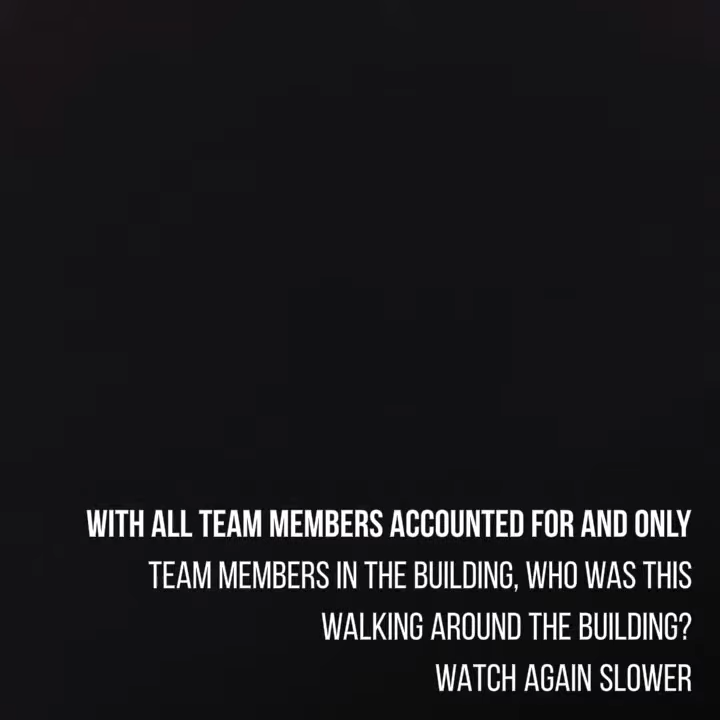 WITH ALL TEAM MEMBERS ACCOUNTED FOR AND ONLY
TEAM MEMBERS IN THE BUILDING, WHO WAS THIS
WALKING AROUND THE BUILDING?
WATCH AGAIN SLOWER